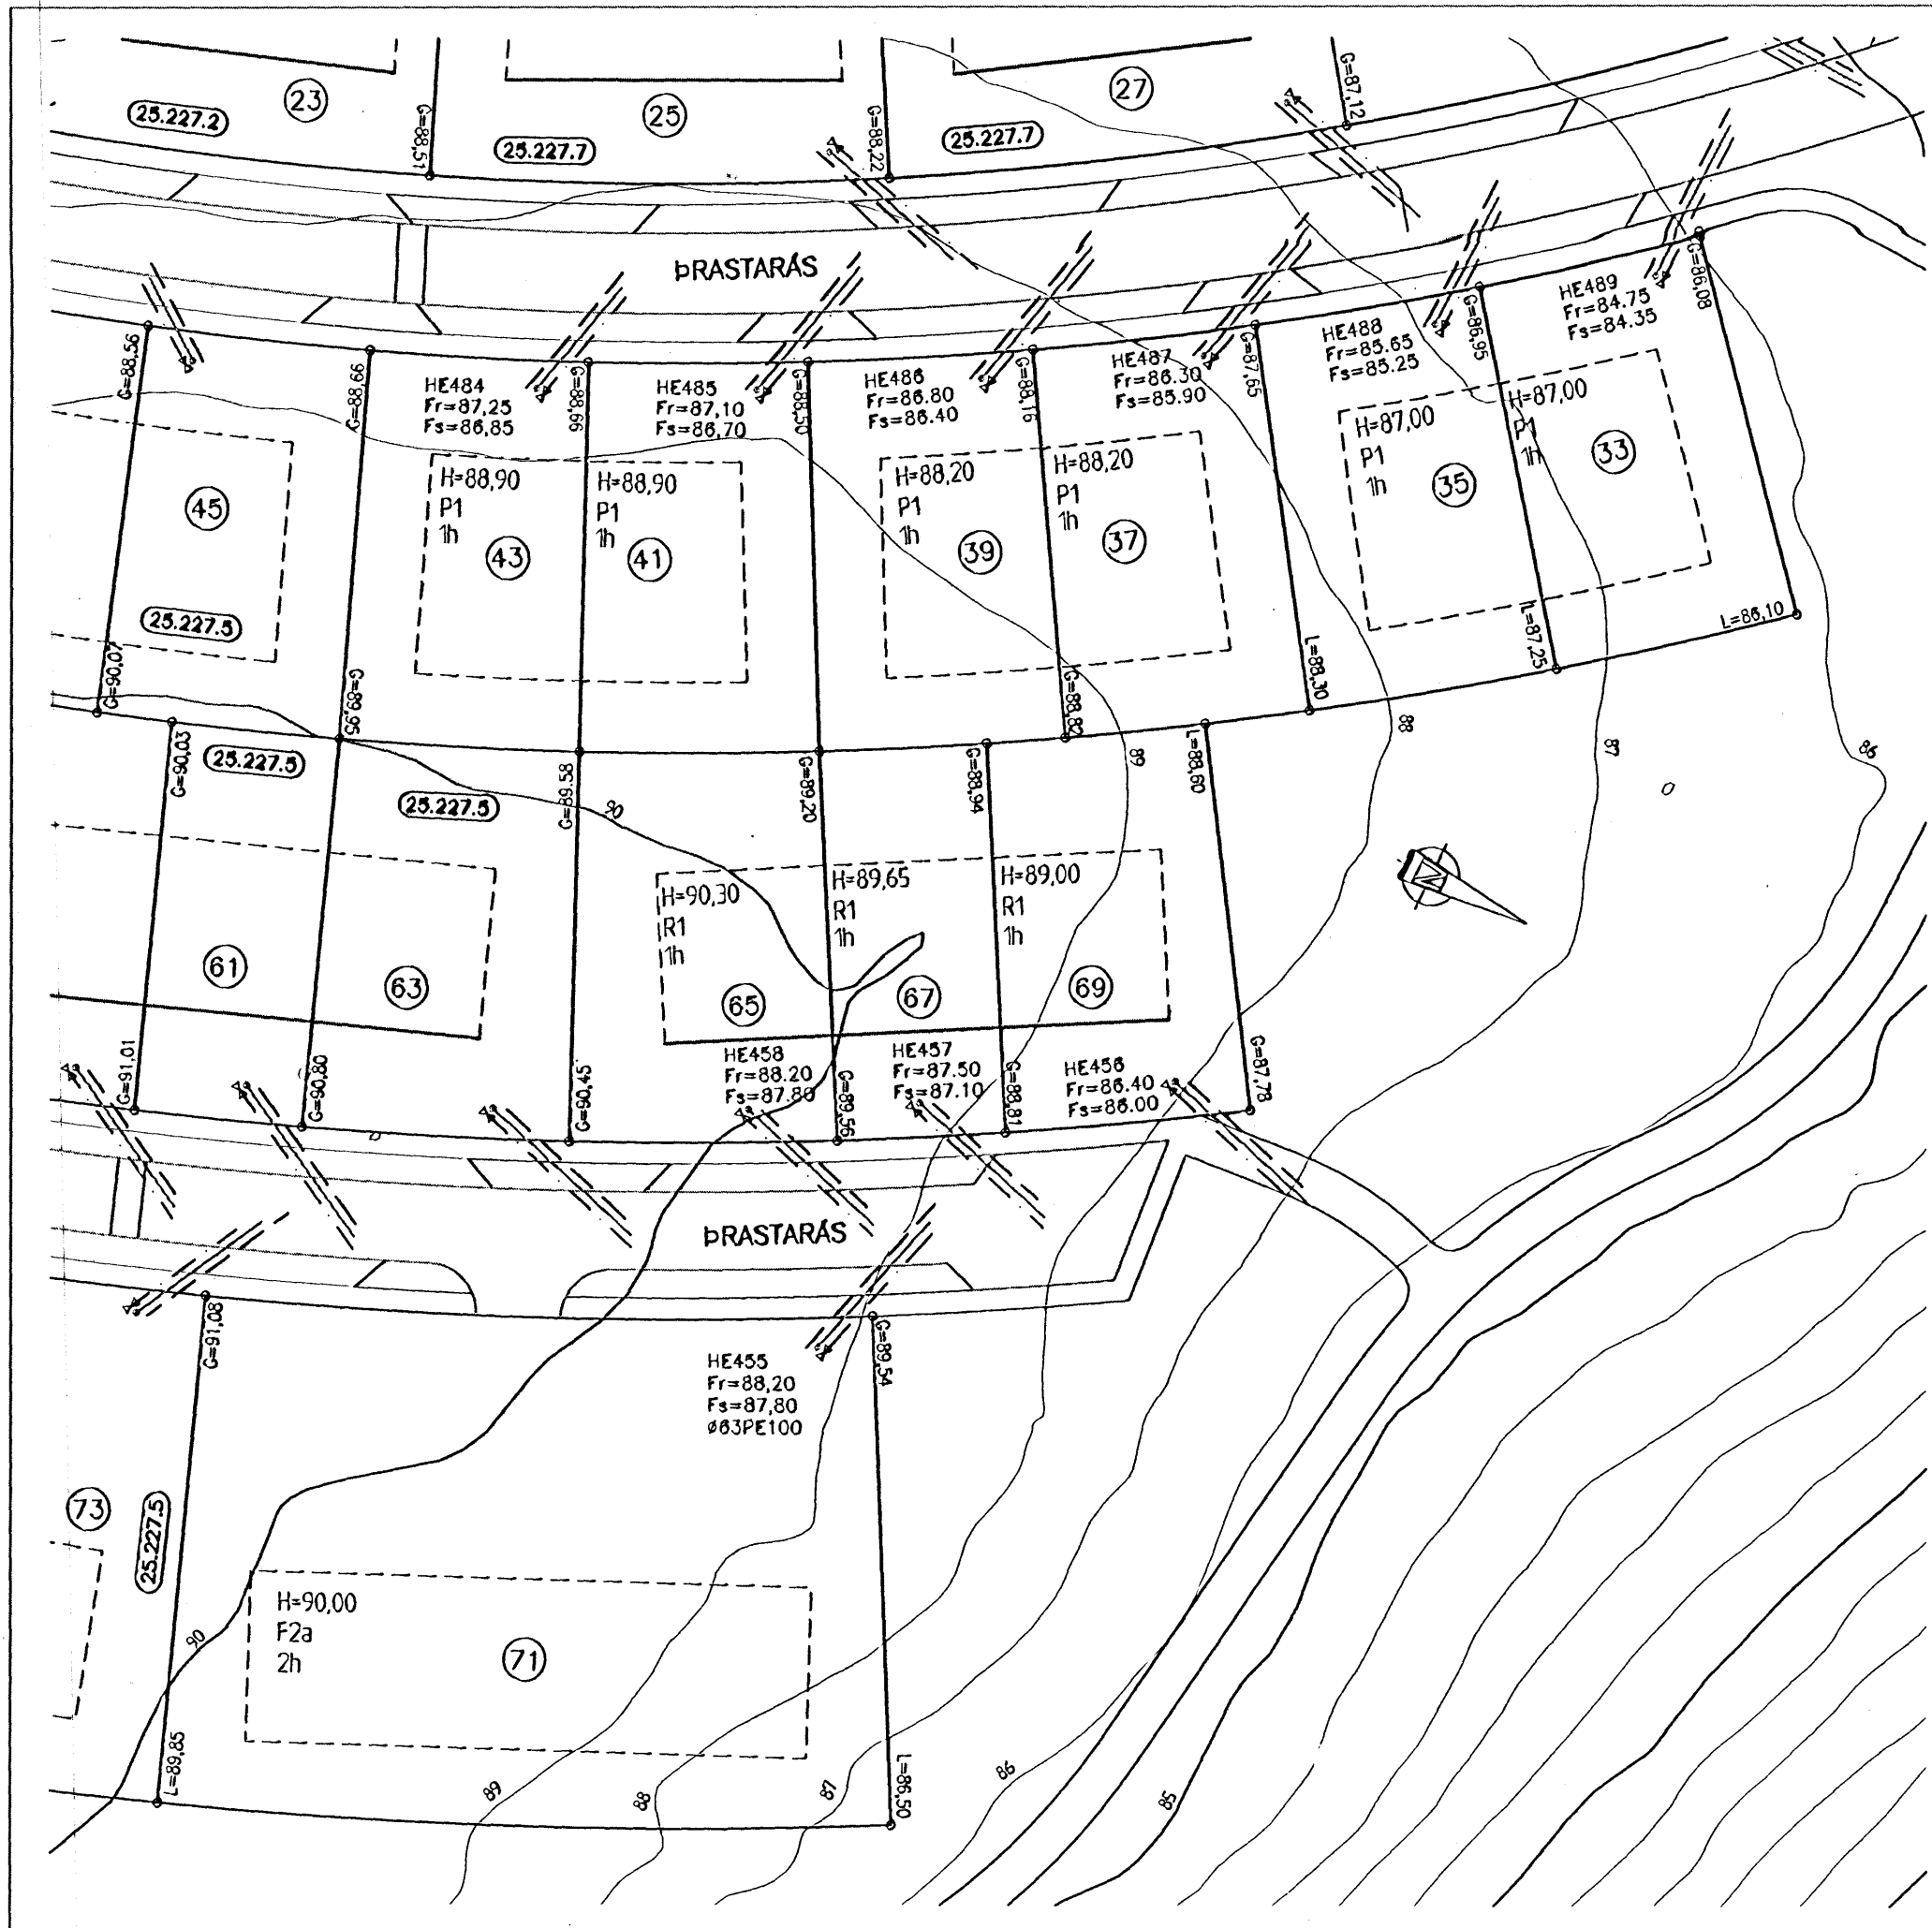 23
25.227.2
G=88,51
25
25.227.7
G=88,22
27
25.227.7
G=87,12
ÞRASTARÁS
G=88,56
G=88,66
HE484
Fr=87,25
Fs=86,85
G=88,66
HE485
Fr=87,10
Fs=86,70
G=88,50
HE486
Fr=86.80
Fs=86.40
G=88,16
HE487
Fr=86.30
Fs=85.90
G=87,65
HE488
Fr=85.65
Fs=85.25
G=86,95
HE489
Fr=84.75
Fs=84.35
G=86,08
45
25.227.5
H=88,90
P1
1h
43
H=88,90
P1
1h
41
H=88,20
P1
1h
39
H=88,20
P1
1h
37
H=87,00
P1
1h
35
H=87,00
P1
1h
33
G=90,07
G=89,95
G=88,82
L=88,30
L=87,25
L=86,10
G=90,03
25.227.5
25.227.5
G=89.58
90
G=89,20
G=88,94
89
L=88,60
88
87
86
N
61
63
H=90,30
R1
1h
65
H=89,65
R1
1h
67
H=89,00
R1
1h
69
G=91,01
G=90,80
G=90,45
HE458
Fr=88.20
Fs=87.80
G=89,56
HE457
Fr=87.50
Fs=87.10
G=88,81
HE456
Fr=86.40
Fs=86.00
G=87,78
ÞRASTARÁS
G=91,08
HE455
Fr=88,20
Fs=87,80
ø63PE100
G=89,54
73
25.227.5
H=90,00
F2a
2h
71
90
L=89,85
89
88
87
L=86,50
86
85